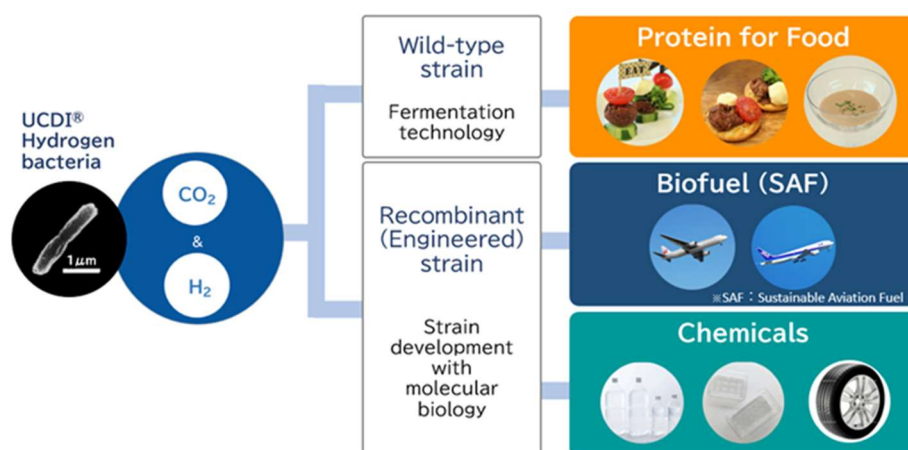 UCDI® Hydrogen
bacteria
1μm
CO₂
&
H₂
Wild-type
strain
Fermentation
technology
Recombinant
(Engineered)
strain
Strain
development
with
molecular
biology
Protein for Food
EAT
Biofuel (SAF)
※SAF：Sustainable Aviation Fuel
Chemicals